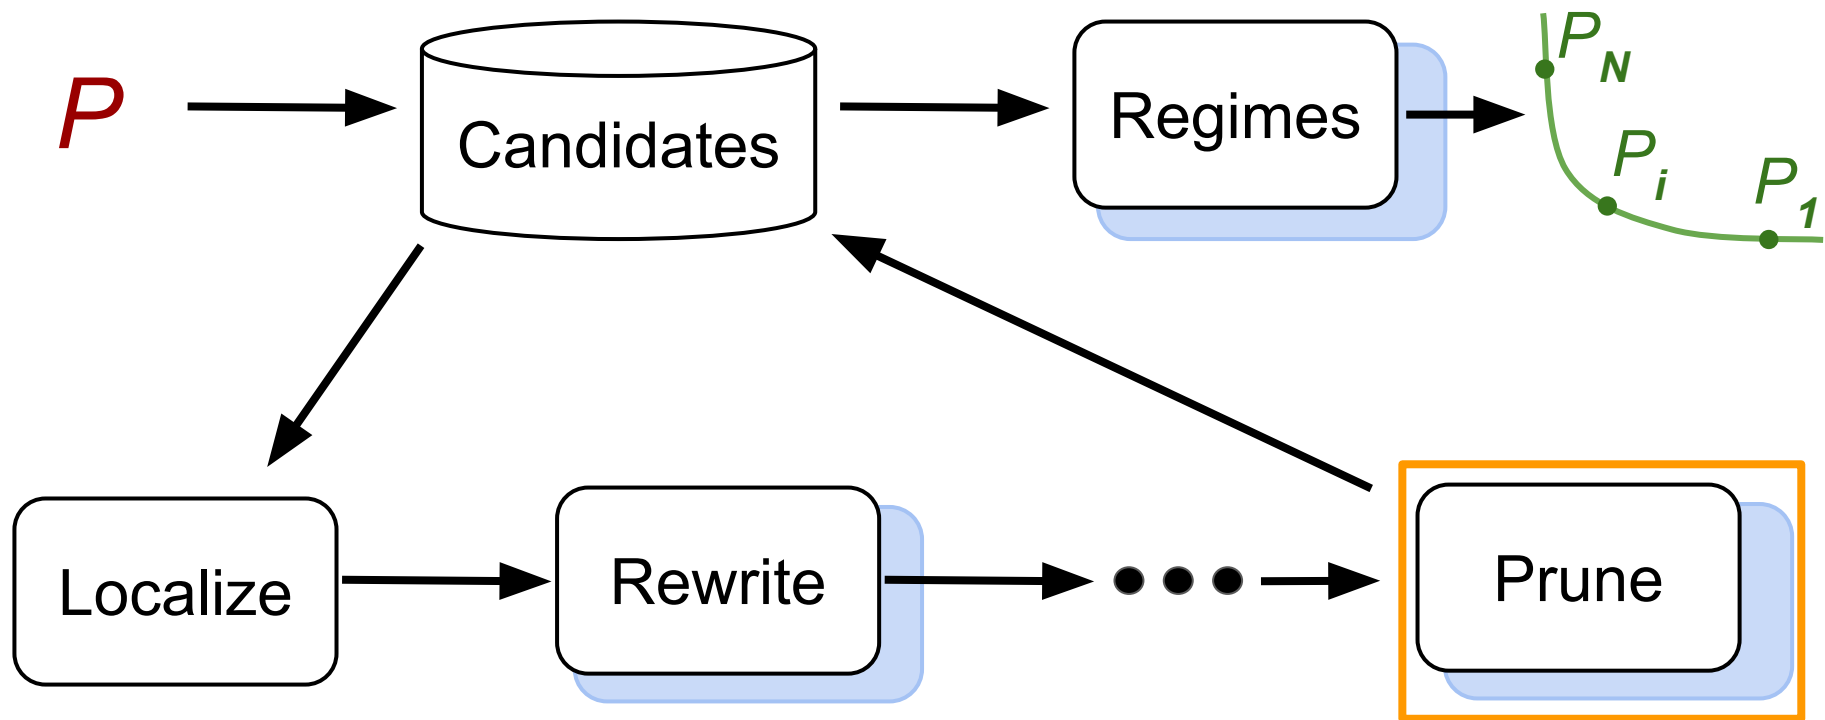 P
Candidates
Regimes
P_N
P_i
P_1
Localize
Rewrite
Prune